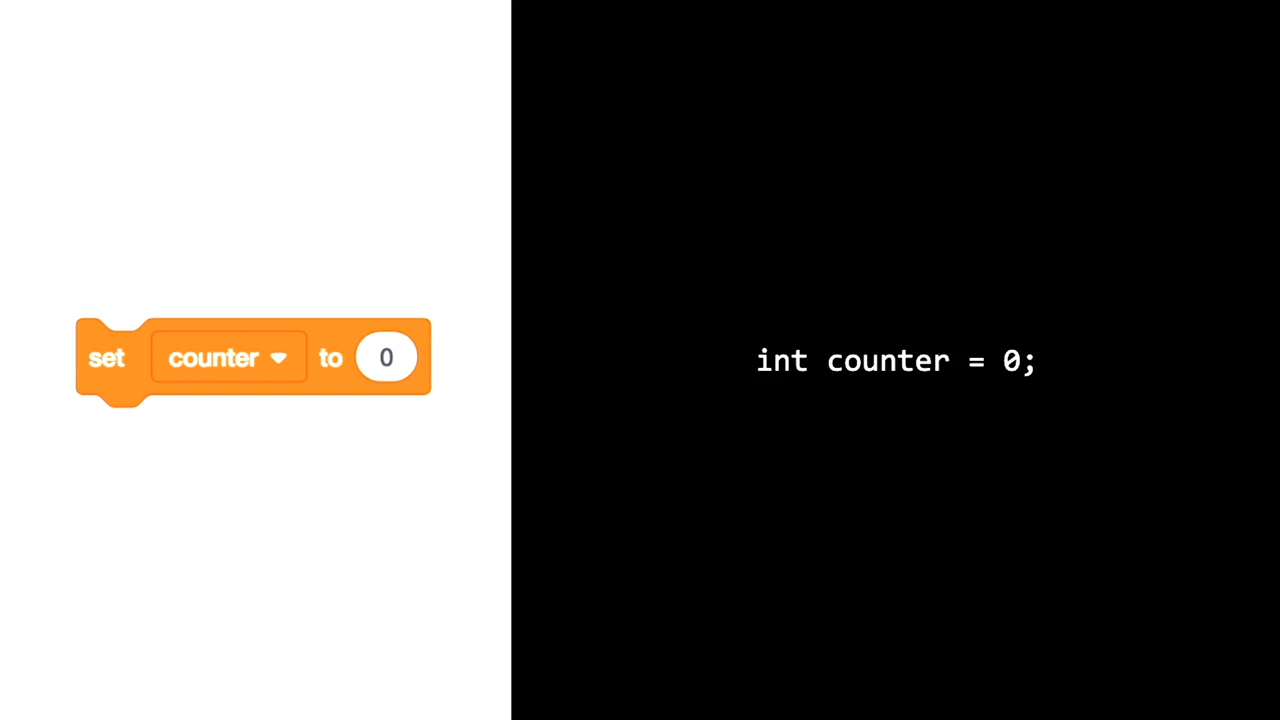 set counter to 0
int counter = 0;